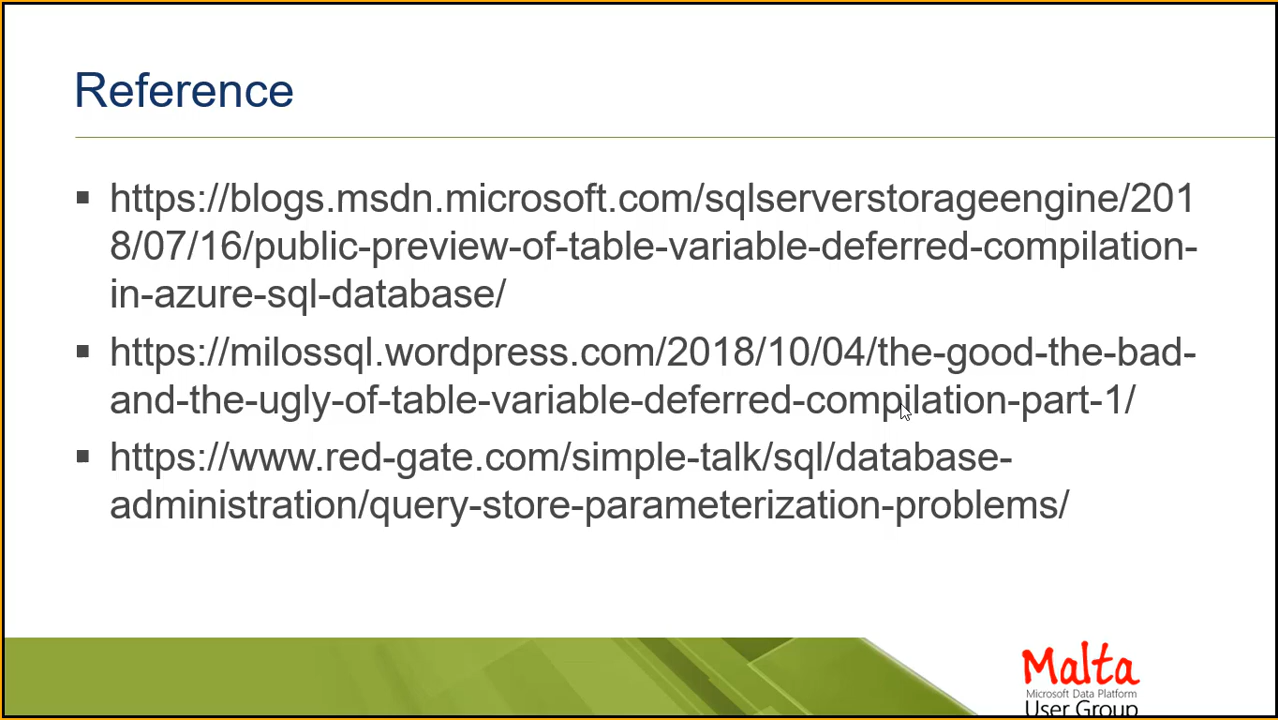 Reference
▪ https://blogs.msdn.microsoft.com/sqlserverstorageengine/201
8/07/16/public-preview-of-table-variable-deferred-compilation-
in-azure-sql-database/
▪ https://milossql.wordpress.com/2018/10/04/the-good-the-bad-
and-the-ugly-of-table-variable-deferred-compilation-part-1/
▪ https://www.red-gate.com/simple-talk/sql/database-
administration/query-store-parameterization-problems/
Malta
Microsoft Data Platform
User Group